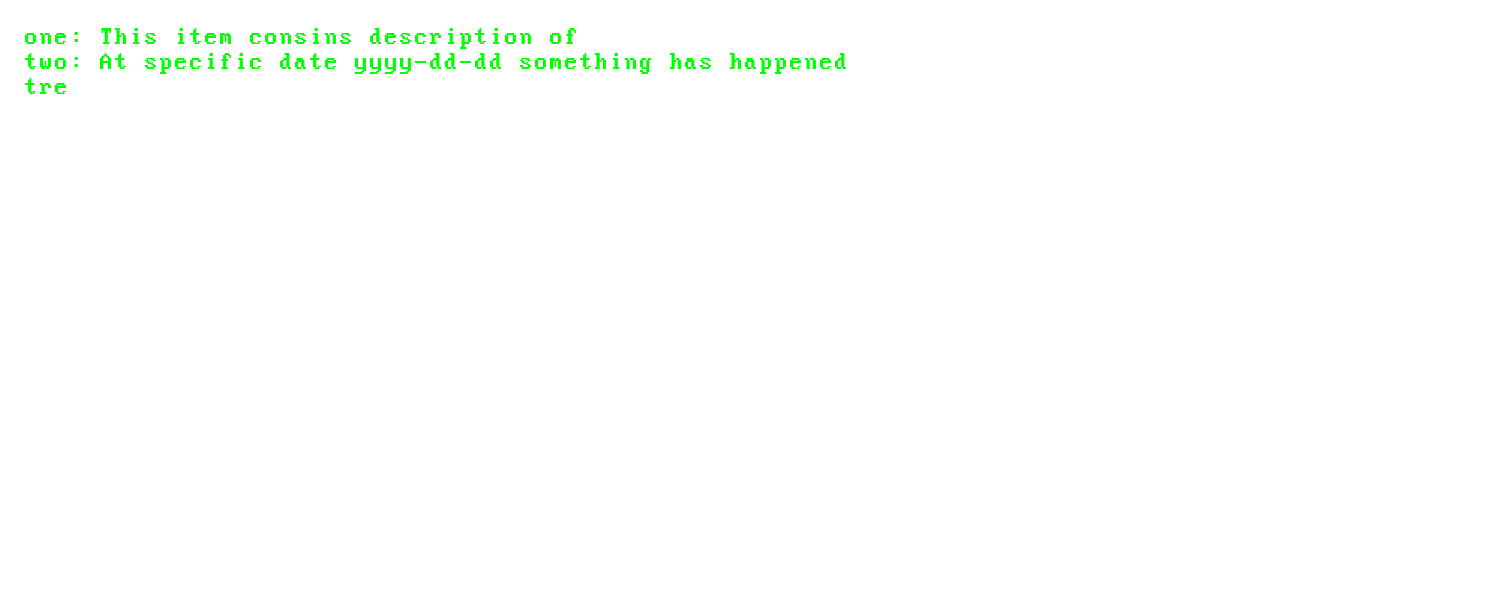 one: This item consins description of
two: At specific date yyyy-dd-dd something has happened
tre